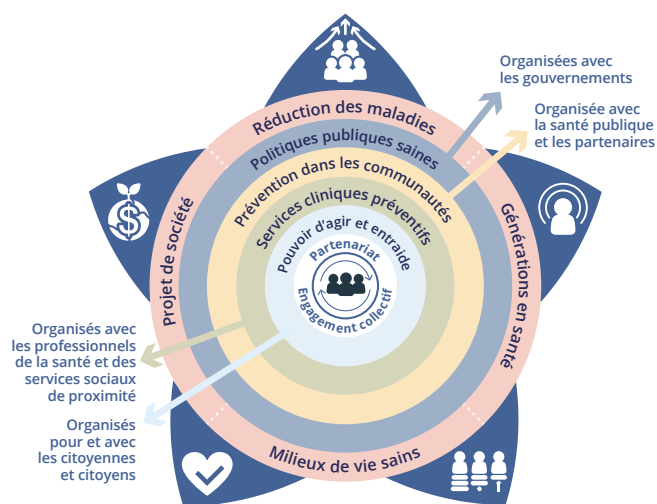 Organisées avec
les gouvernements
Organisée avec
la santé publique
et les partenaires
Réduction des maladies
Politiques publiques saines
Prévention dans les communautés
Services cliniques préventifs
Pouvoir d'agir et entraide
Partenariat
Engagement collectif
Projet de société
Générations en santé
Milieux de vie sains
Organisés avec
les professionnels
de la santé et des
services sociaux
de proximité
Organisés
pour et avec
les citoyennes
et citoyens